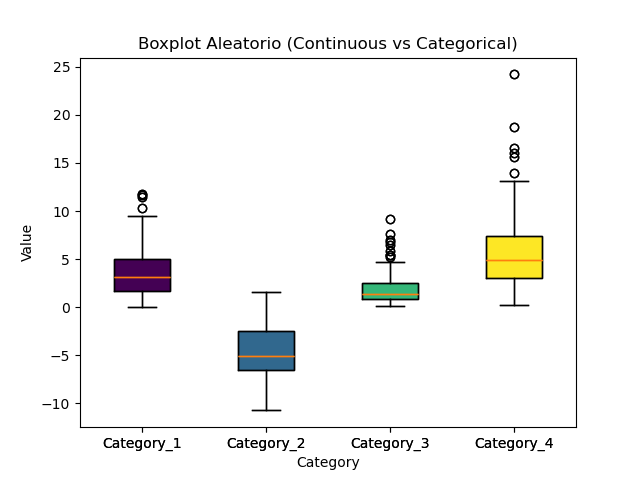 Boxplot Aleatorio (Continuous vs Categorical)
25
20
15
10
5
0
−5
−10
Value
Category_1 Category_2 Category_3 Category_4
Category